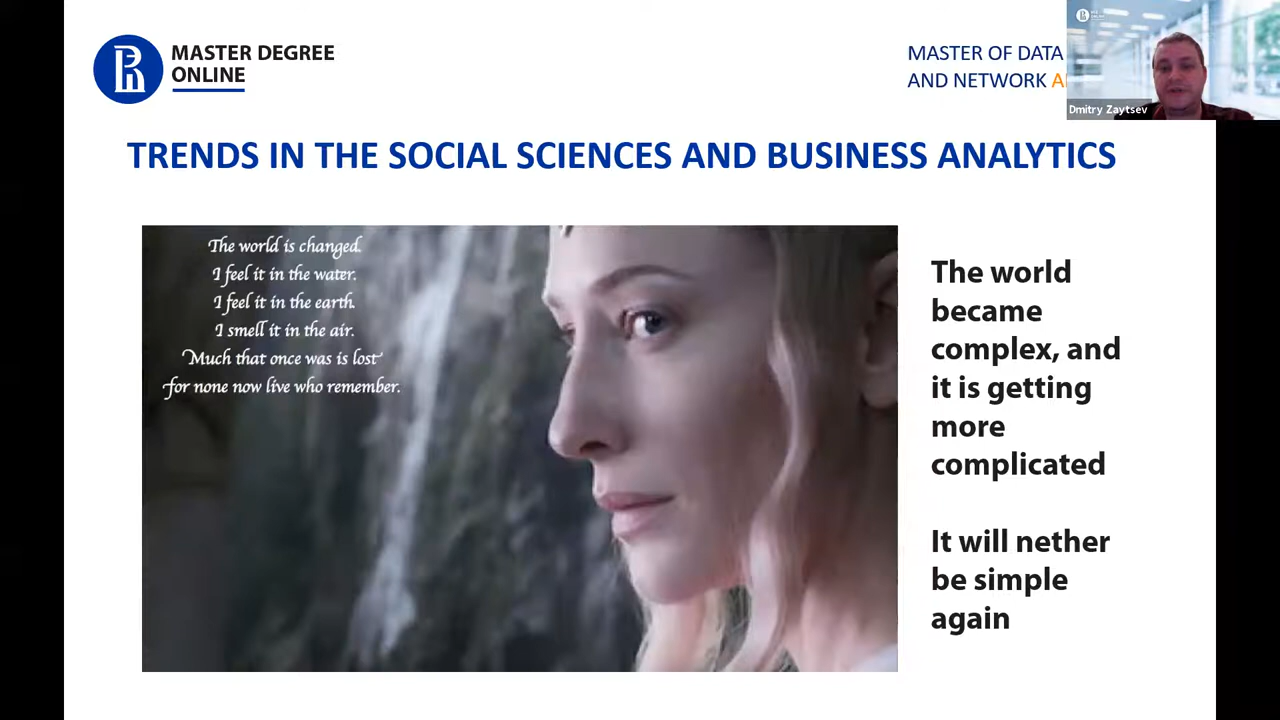 MASTER DEGREE
ONLINE
MASTER OF DATA
AND NETWORK A
Dmitry Zaytsev
TRENDS IN THE SOCIAL SCIENCES AND BUSINESS ANALYTICS
The world is changed.
I feel it in the water.
I feel it in the earth.
I smell it in the air.
Much that once was is lost
for none now live who remember.
The world
became
complex, and
it is getting
more
complicated
It will nether
be simple
again